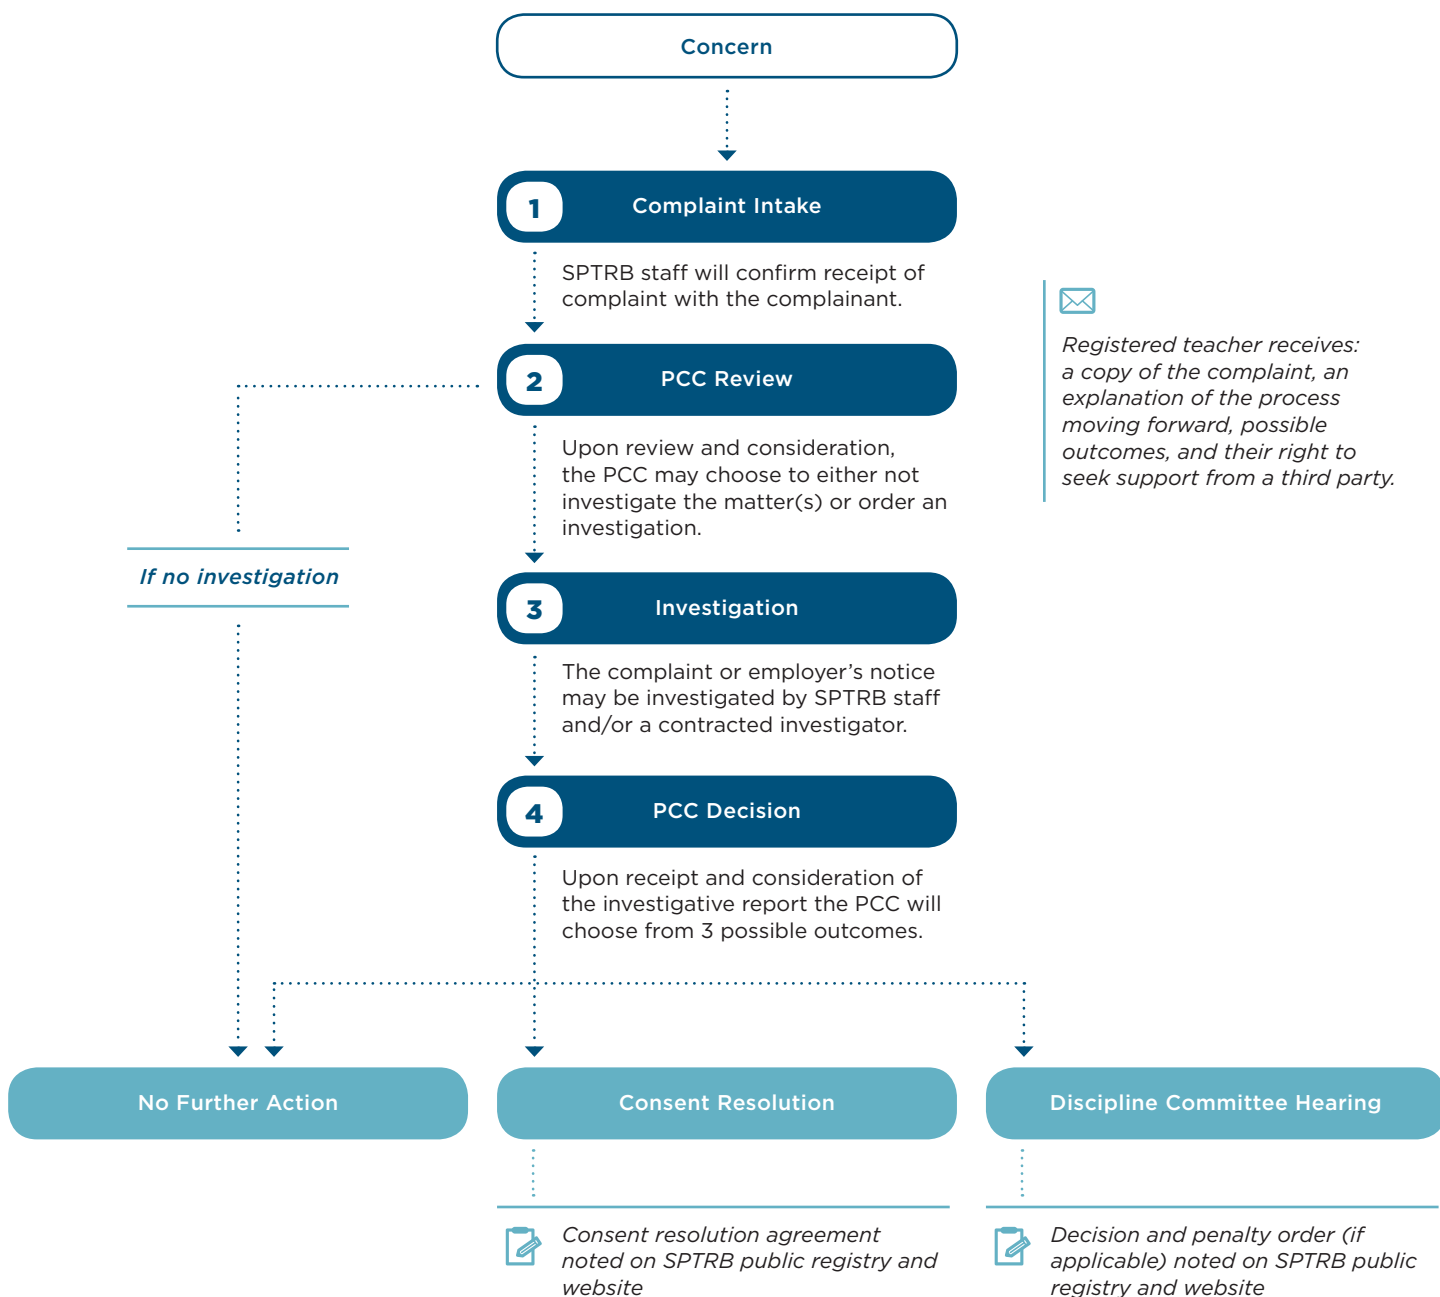 Concern
1
Complaint Intake
SPTRB staff will confirm receipt of
complaint with the complainant.
Registered teacher receives:
a copy of the complaint, an
explanation of the process
moving forward, possible
outcomes, and their right to
seek support from a third party.
2
PCC Review
Upon review and consideration,
the PCC may choose to either not
investigate the matter(s) or order an
investigation.
If no investigation
3
Investigation
The complaint or employer’s notice
may be investigated by SPTRB staff
and/or a contracted investigator.
4
PCC Decision
Upon receipt and consideration of
the investigative report the PCC will
choose from 3 possible outcomes.
No Further Action
Consent Resolution
Discipline Committee Hearing
Consent resolution agreement
noted on SPTRB public registry and
website
Decision and penalty order (if
applicable) noted on SPTRB public
registry and website